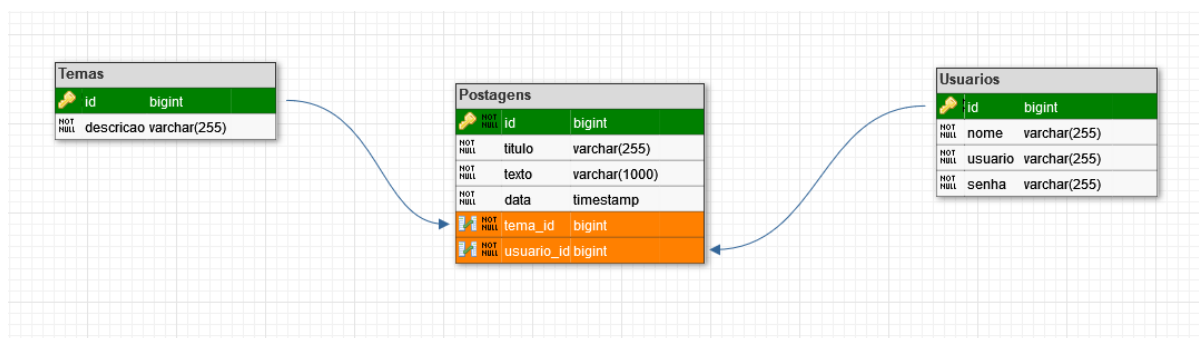 Temas
id bigint
NOT NULL descricao varchar(255)
Postagens
NOT NULL id bigint
NOT NULL titulo varchar(255)
NOT NULL texto varchar(1000)
NOT NULL data timestamp
NOT NULL tema_id bigint
NOT NULL usuario_id bigint
Usuarios
id bigint
NOT NULL nome varchar(255)
NOT NULL usuario varchar(255)
NOT NULL senha varchar(255)